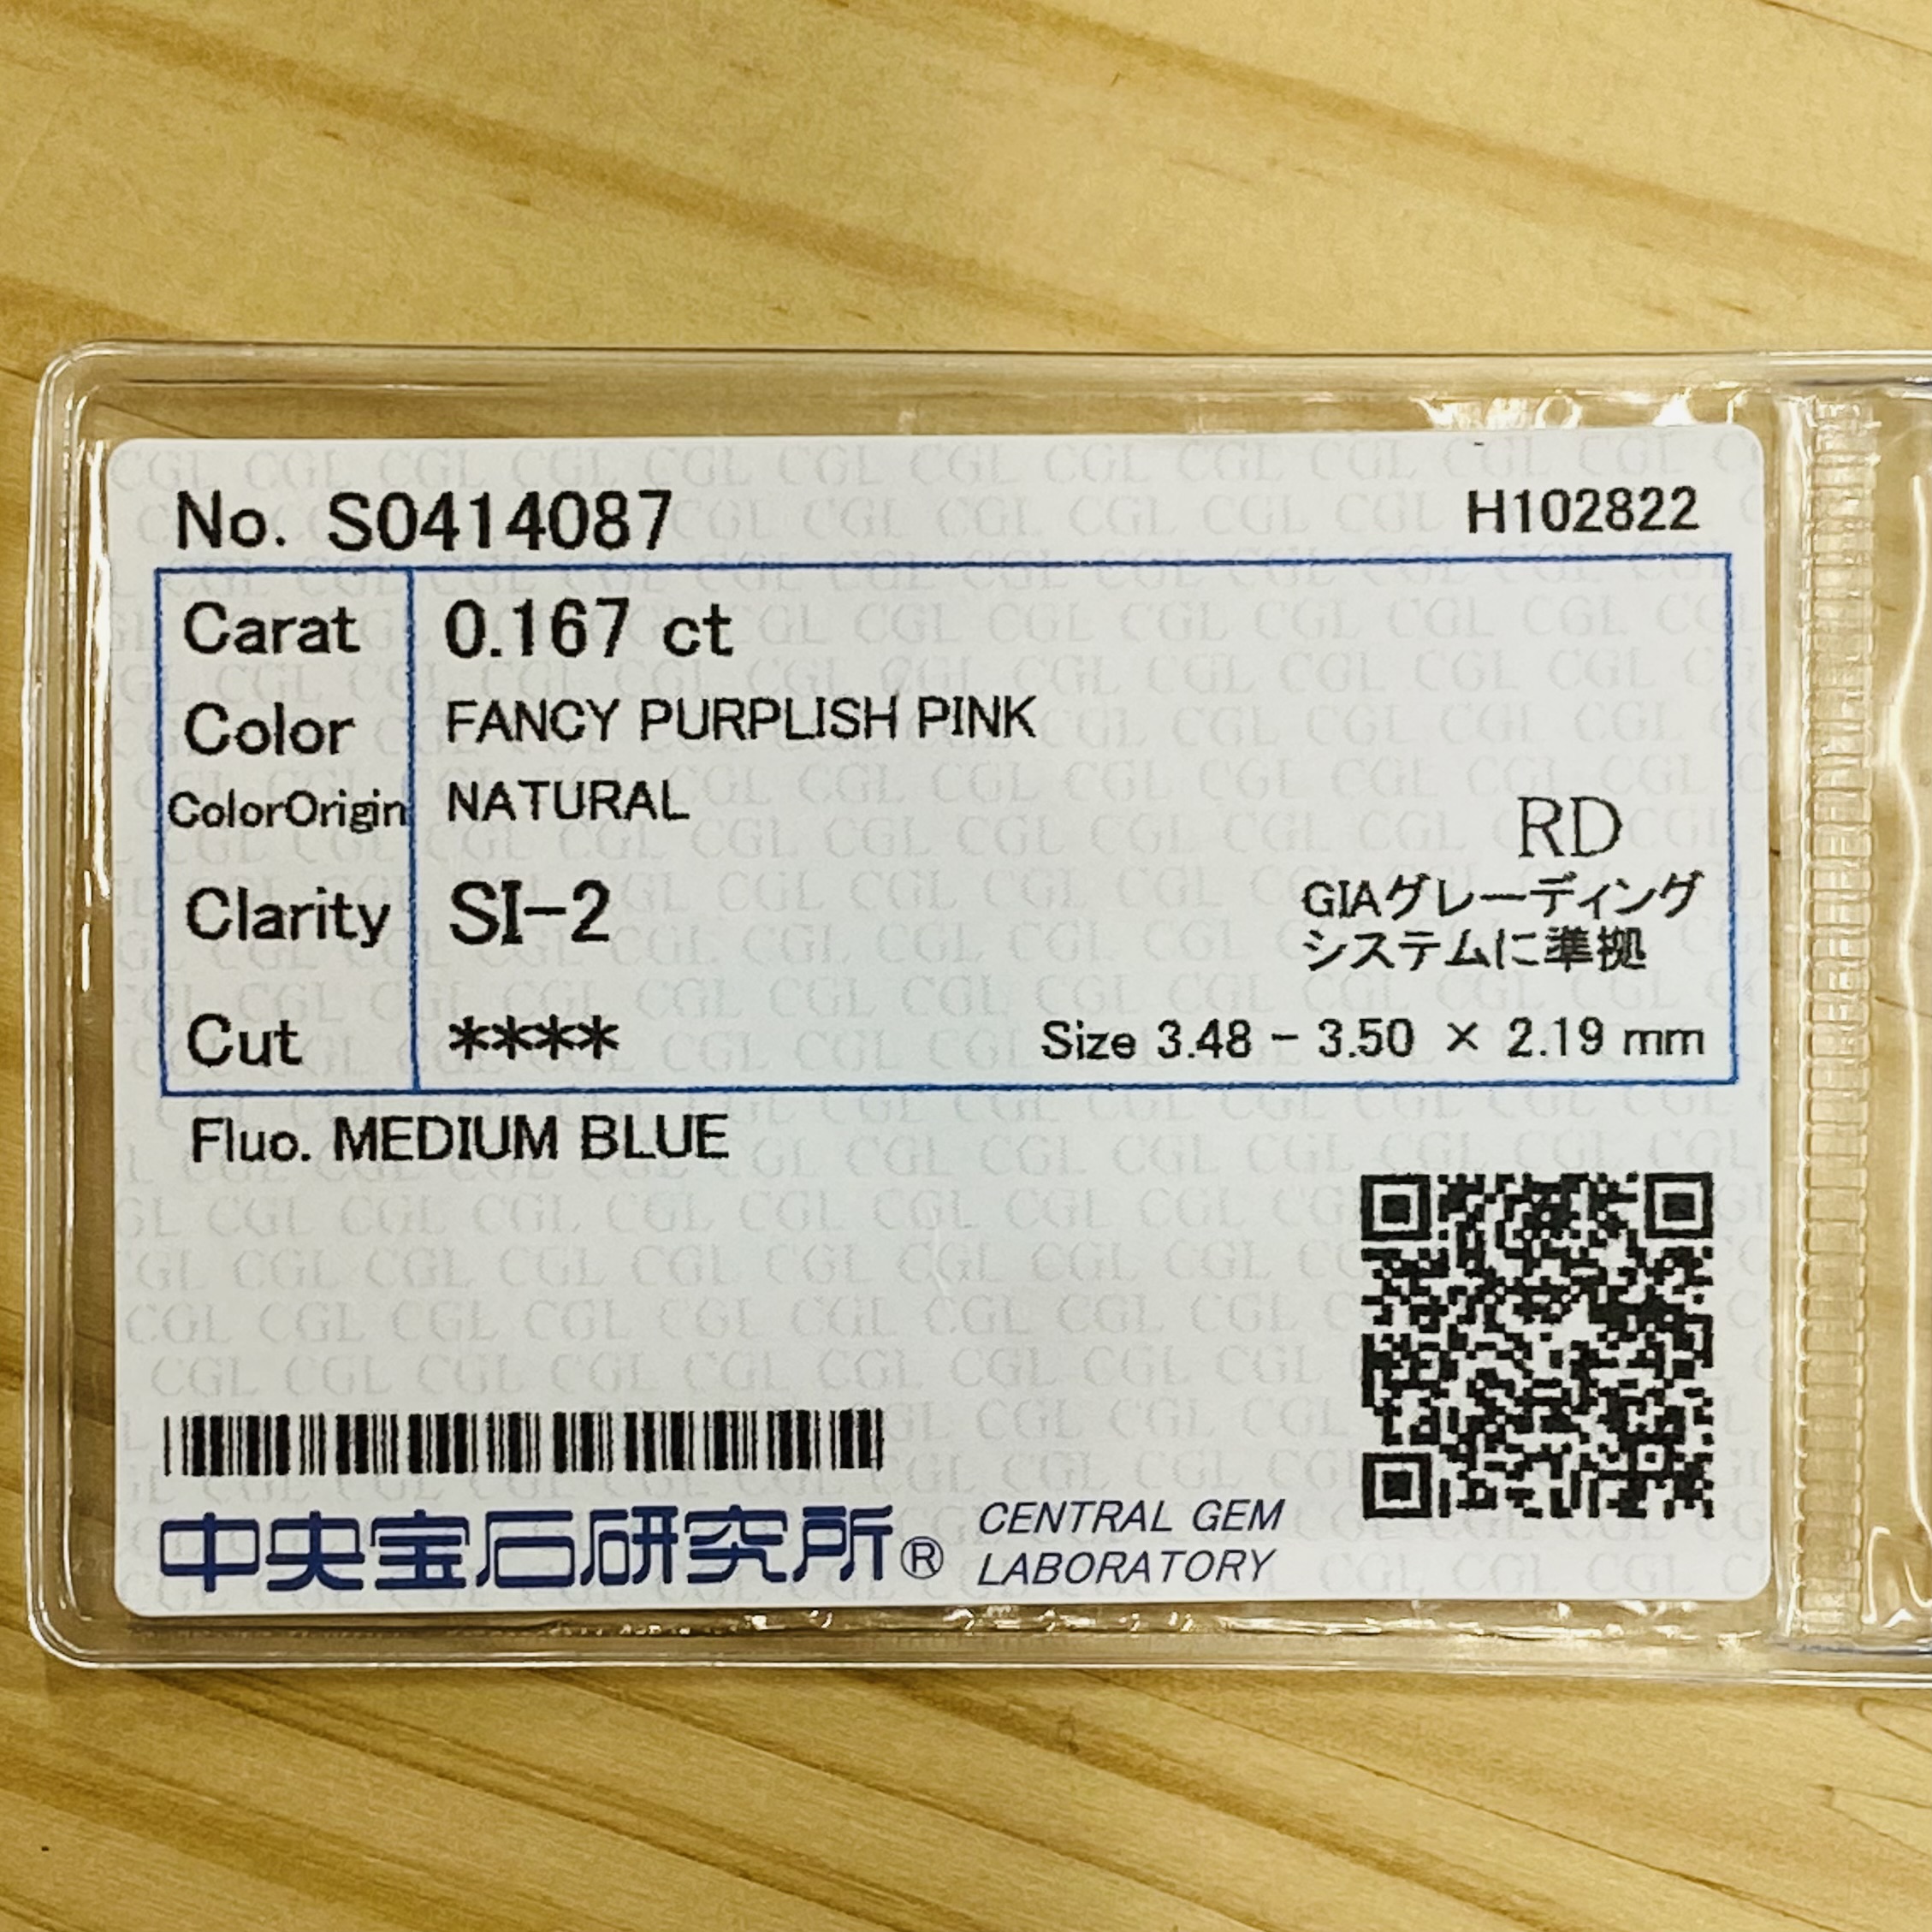 No. S0414087
H102822
Carat 0.167 ct
Color FANCY PURPLISH PINK
ColorOrigin NATURAL
RD
Clarity SI-2
GIAグレーディング
システムに準拠
Cut ****
Size 3.48 - 3.50 × 2.19 mm
Fluo. MEDIUM BLUE
中央宝石研究所®
CENTRAL GEM
LABORATORY